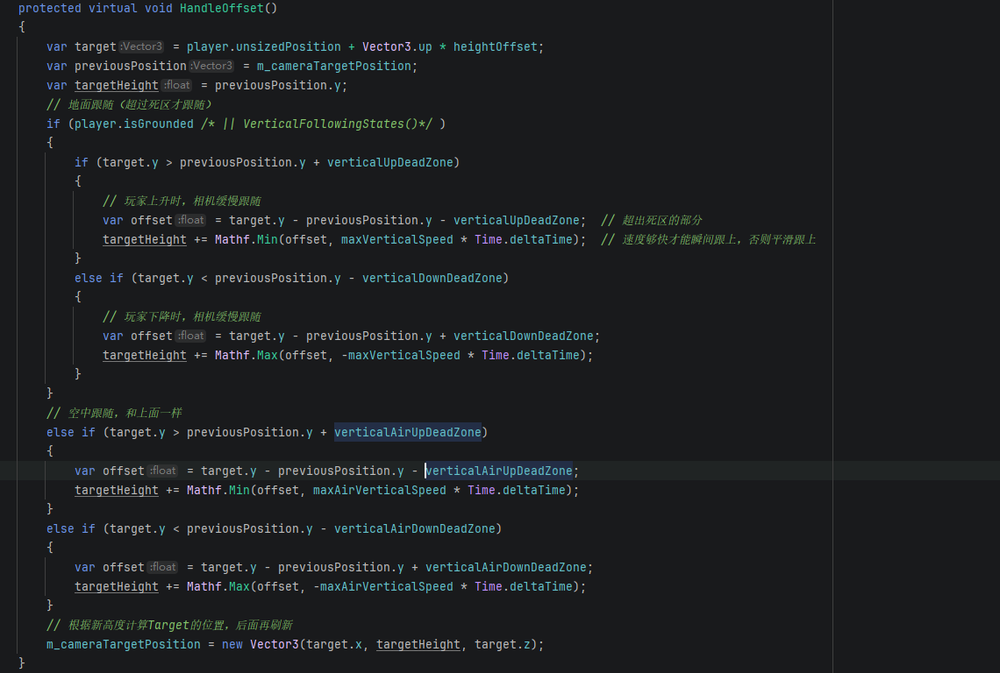 protected virtual void HandleOffset()
{
var target :Vector3 = player.unsizedPosition + Vector3.up * heightOffset;
var previousPosition :Vector3 = m_cameraTargetPosition;
var targetHeight :float = previousPosition.y;
// 地面跟随（超过死区才跟随）
if (player.isGrounded /* || VerticalFollowingStates()*/ )
{
if (target.y > previousPosition.y + verticalUpDeadZone)
{
// 玩家上升时，相机缓慢跟随
var offset :float = target.y - previousPosition.y - verticalUpDeadZone;  // 超出死区的部分
targetHeight += Mathf.Min(offset, maxVerticalSpeed * Time.deltaTime);  // 速度够快才能瞬间跟上，否则平滑跟上
}
else if (target.y < previousPosition.y - verticalDownDeadZone)
{
// 玩家下降时，相机缓慢跟随
var offset :float = target.y - previousPosition.y + verticalDownDeadZone;
targetHeight += Mathf.Max(offset, -maxVerticalSpeed * Time.deltaTime);
}
}
// 空中跟随，和上面一样
else if (target.y > previousPosition.y + verticalAirUpDeadZone)
{
var offset :float = target.y - previousPosition.y - verticalAirUpDeadZone;
targetHeight += Mathf.Min(offset, maxAirVerticalSpeed * Time.deltaTime);
}
else if (target.y < previousPosition.y - verticalAirDownDeadZone)
{
var offset :float = target.y - previousPosition.y + verticalAirDownDeadZone;
targetHeight += Mathf.Max(offset, -maxAirVerticalSpeed * Time.deltaTime);
}
// 根据新高度计算Target的位置，后面再刷新
m_cameraTargetPosition = new Vector3(target.x, targetHeight, target.z);
}